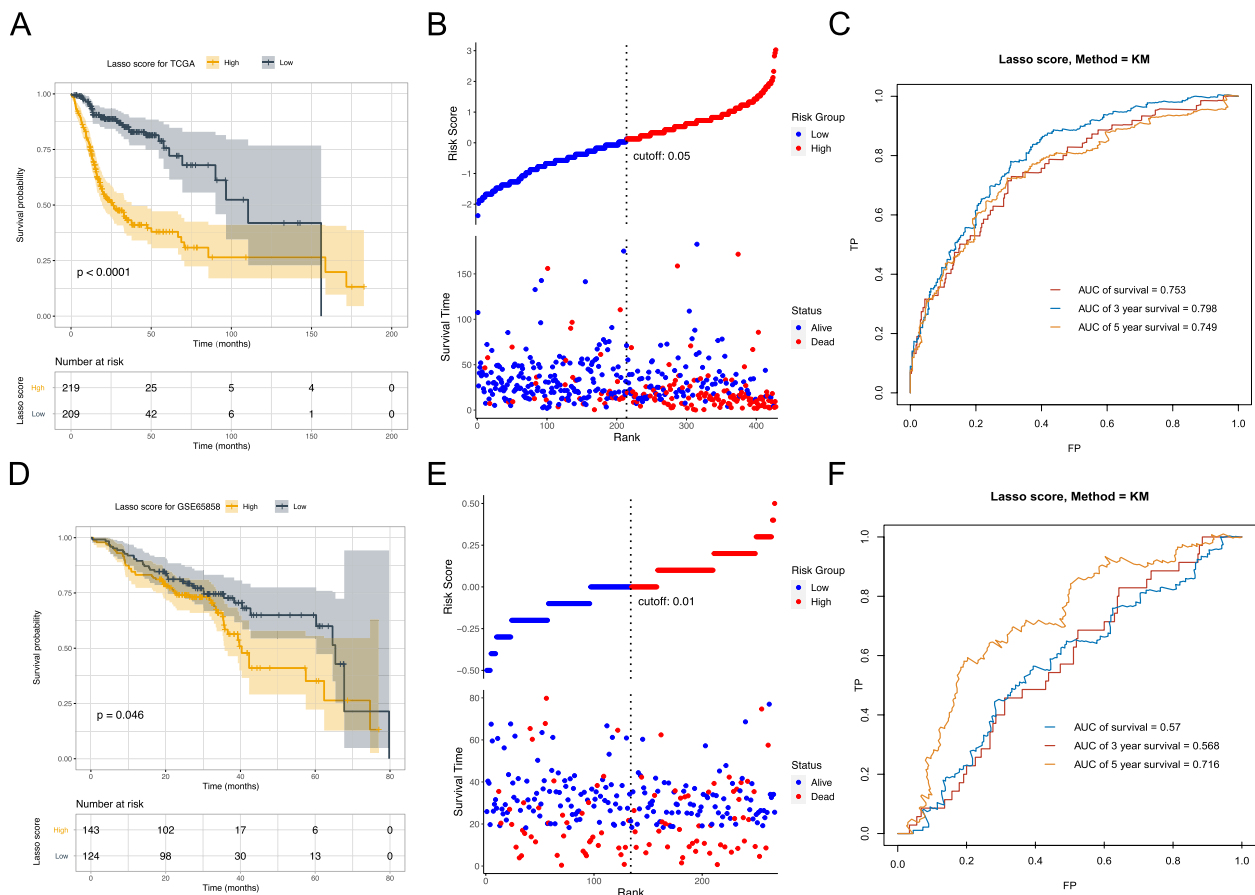 A
Lasso score for TCGA High Low
Survival probability
1.00
0.75
0.50
0.25
0.00
p < 0.0001
0 50 100 150 200
Time (months)
Number at risk
Lasso score
High 219 25 5 4 0
Low 209 42 6 1 0
0 50 100 150 200
Time (months)
B
Risk Score
3
2
1
0
−1
−2
cutoff: 0.05
Risk Group
Low
High
Survival Time
150
100
50
0
Status
Alive
Dead
0 100 200 300 400
Rank
C
Lasso score, Method = KM
TP
1.0
0.8
0.6
0.4
0.2
0.0
AUC of survival = 0.753
AUC of 3 year survival = 0.798
AUC of 5 year survival = 0.749
0.0 0.2 0.4 0.6 0.8 1.0
FP
D
Lasso score for GSE65858 High Low
Survival probability
1.00
0.75
0.50
0.25
0.00
p = 0.046
0 20 40 60 80
Time (months)
Number at risk
Lasso score
High 143 102 17 6 0
Low 124 98 30 13 0
0 20 40 60 80
Time (months)
E
Risk Score
0.50
0.25
0.00
−0.25
−0.50
cutoff: 0.01
Risk Group
Low
High
Survival Time
80
60
40
20
0
Status
Alive
Dead
0 100 200
Rank
F
Lasso score, Method = KM
TP
1.0
0.8
0.6
0.4
0.2
0.0
AUC of survival = 0.57
AUC of 3 year survival = 0.568
AUC of 5 year survival = 0.716
0.0 0.2 0.4 0.6 0.8 1.0
FP